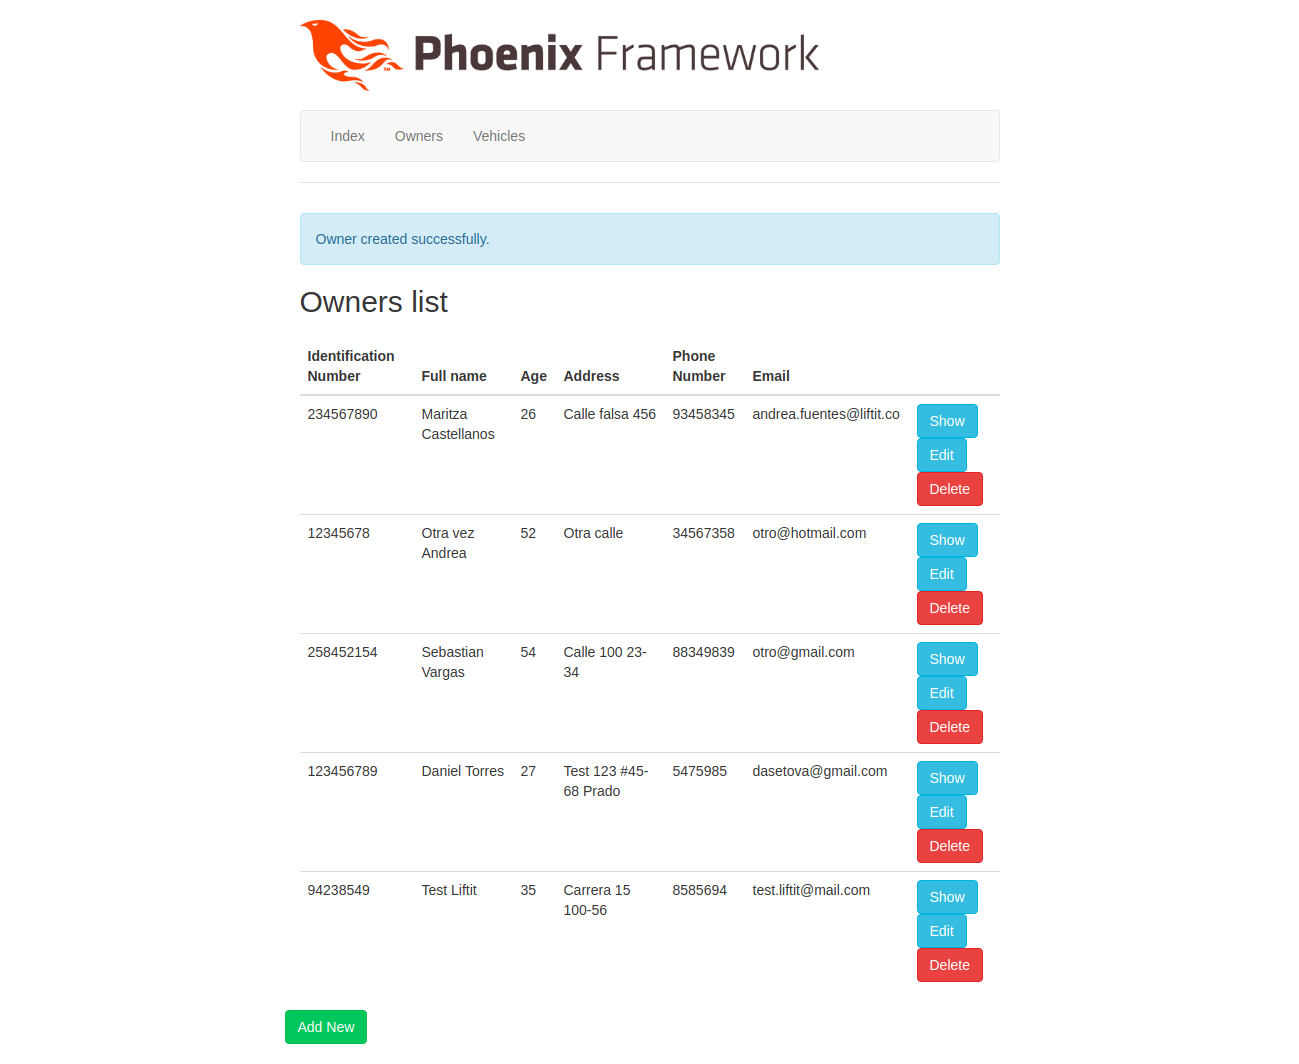 Phoenix Framework
SM
Index Owners Vehicles
Owner created successfully.
Owners list
Identification Number Full name Age Address Phone Number Email
234567890 Maritza Castellanos 26 Calle falsa 456 93458345 andrea.fuentes@liftit.co Show
Edit
Delete
12345678 Otra vez Andrea 52 Otra calle 34567358 otro@hotmail.com Show
Edit
Delete
258452154 Sebastian Vargas 54 Calle 100 23-34 88349839 otro@gmail.com Show
Edit
Delete
123456789 Daniel Torres 27 Test 123 #45-68 Prado 5475985 dasetova@gmail.com Show
Edit
Delete
94238549 Test Liftit 35 Carrera 15 100-56 8585694 test.liftit@mail.com Show
Edit
Delete
Add New